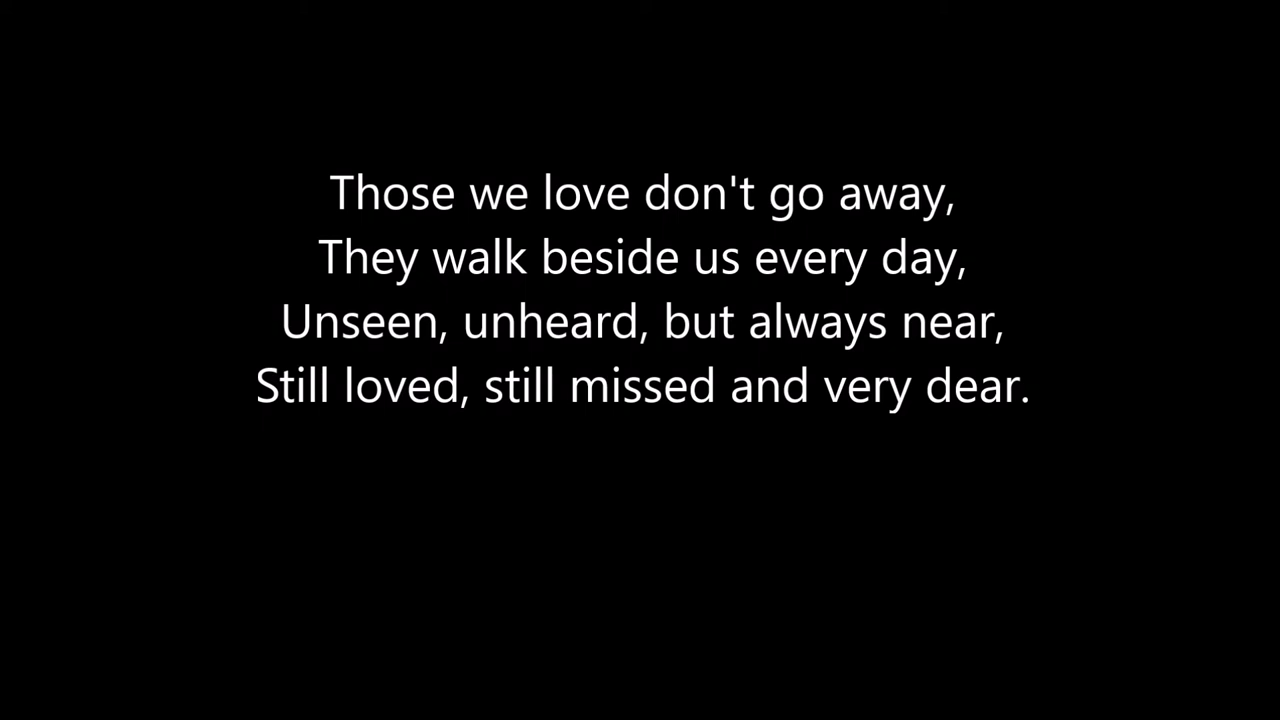 Those we love don't go away,
They walk beside us every day,
Unseen, unheard, but always near,
Still loved, still missed and very dear.